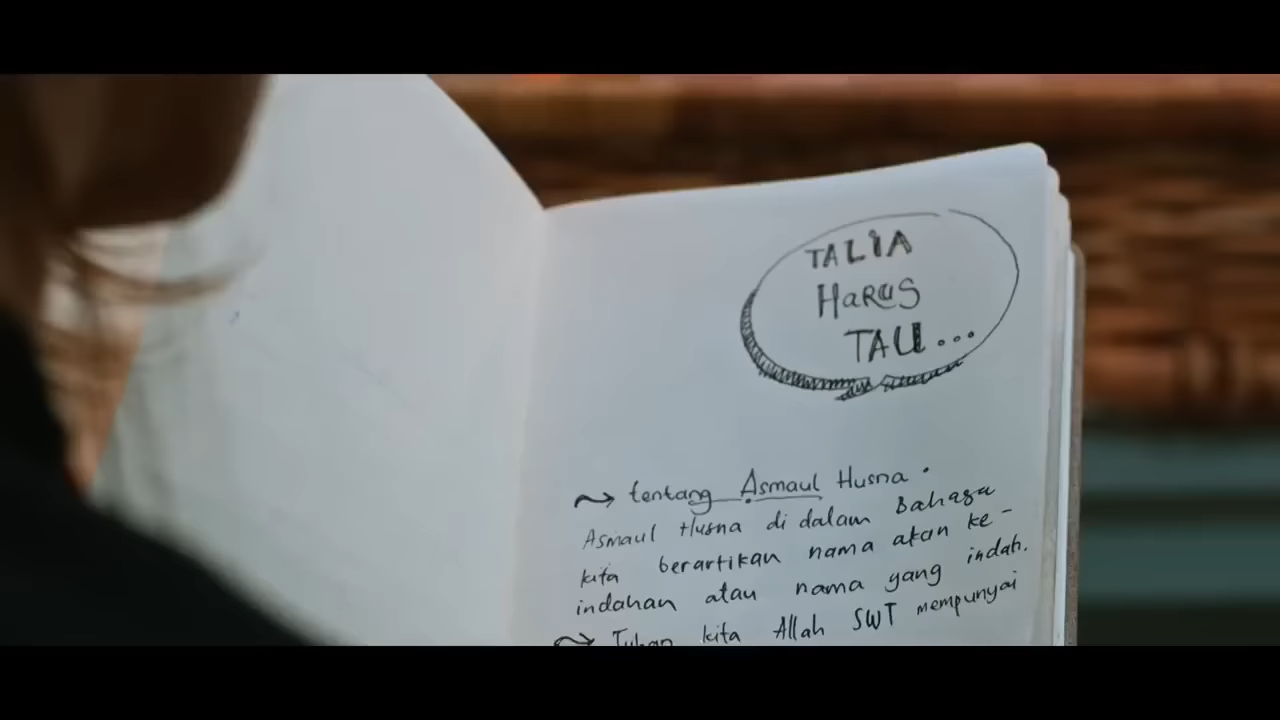 TALIA
HARUS
TAU...
tentang Asmaul Husna.
Asmaul Husna di dalam Bahasa
kita berartikan nama akan ke-
indahan atau nama yang indah.
Tuhan kita Allah SWT mempunyai